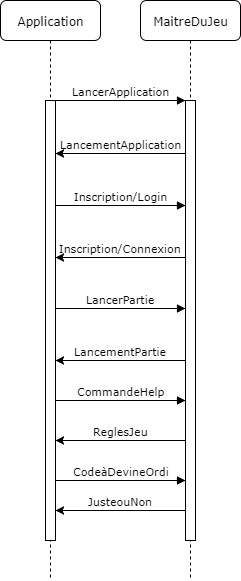 Application
MaitreDuJeu
LancerApplication
LancementApplication
Inscription/Login
Inscription/Connexion
LancerPartie
LancementPartie
CommandeHelp
ReglesJeu
CodeàDevineOrdi
JusteouNon